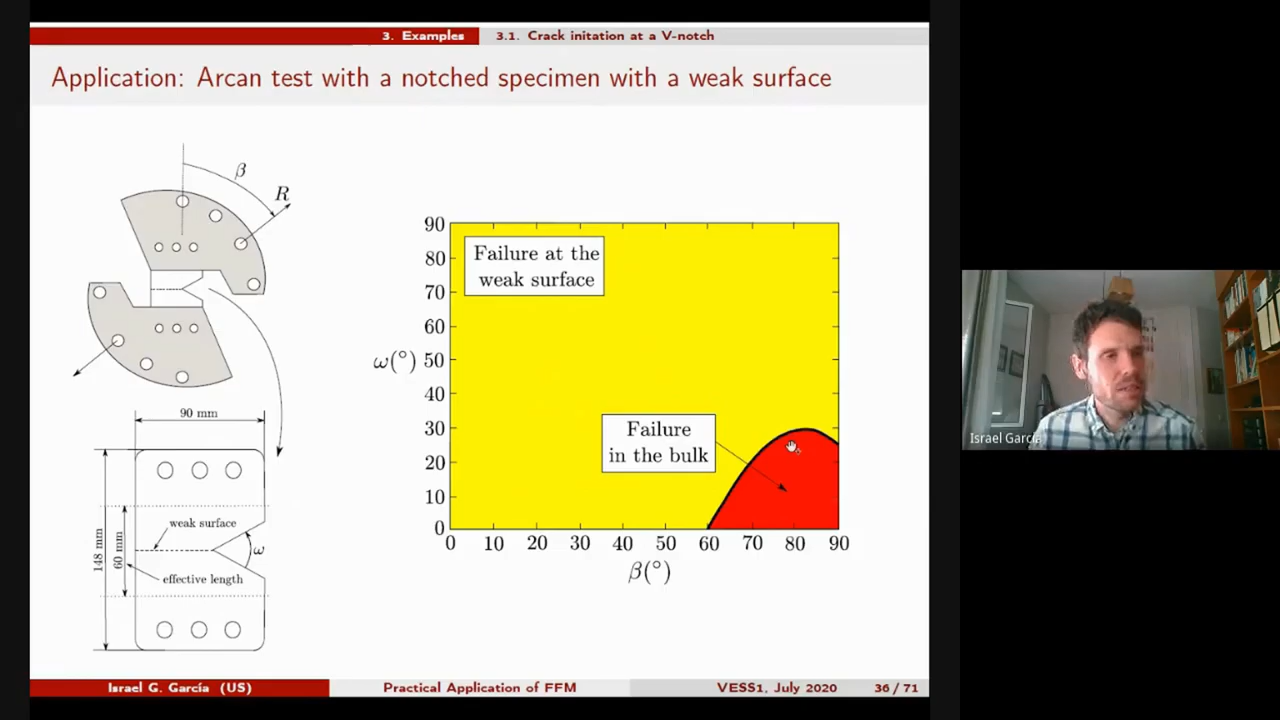 3. Examples
3.1. Crack initation at a V-notch
Application: Arcan test with a notched specimen with a weak surface
β
R
90 mm
148 mm
60 mm
weak surface
ω
effective length
90
80
70
60
50
40
30
20
10
0
ω(°)
Failure at the
weak surface
Failure
in the bulk
0 10 20 30 40 50 60 70 80 90
β(°)
Israel García
Israel G. García (US)
Practical Application of FFM
VESS1, July 2020
36 / 71